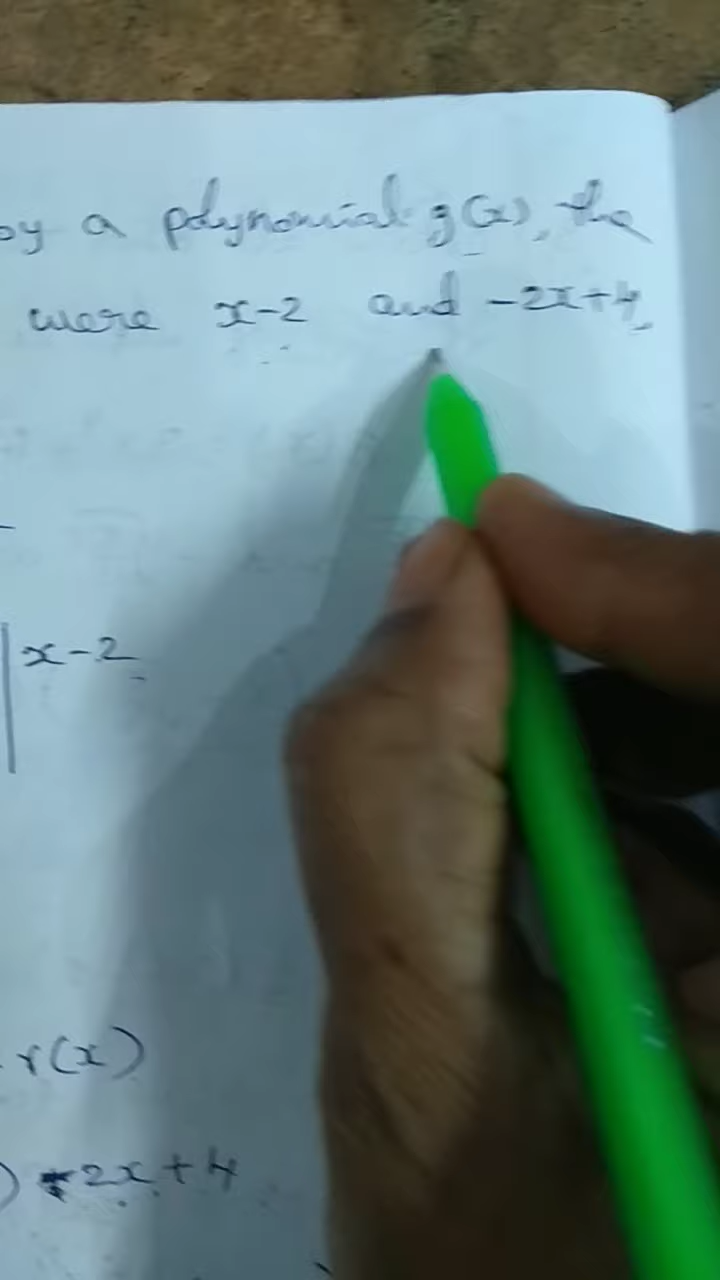 by a polynomial g(x), the
were x-2 and -2x+4
x-2
r(x)
) -2x+4